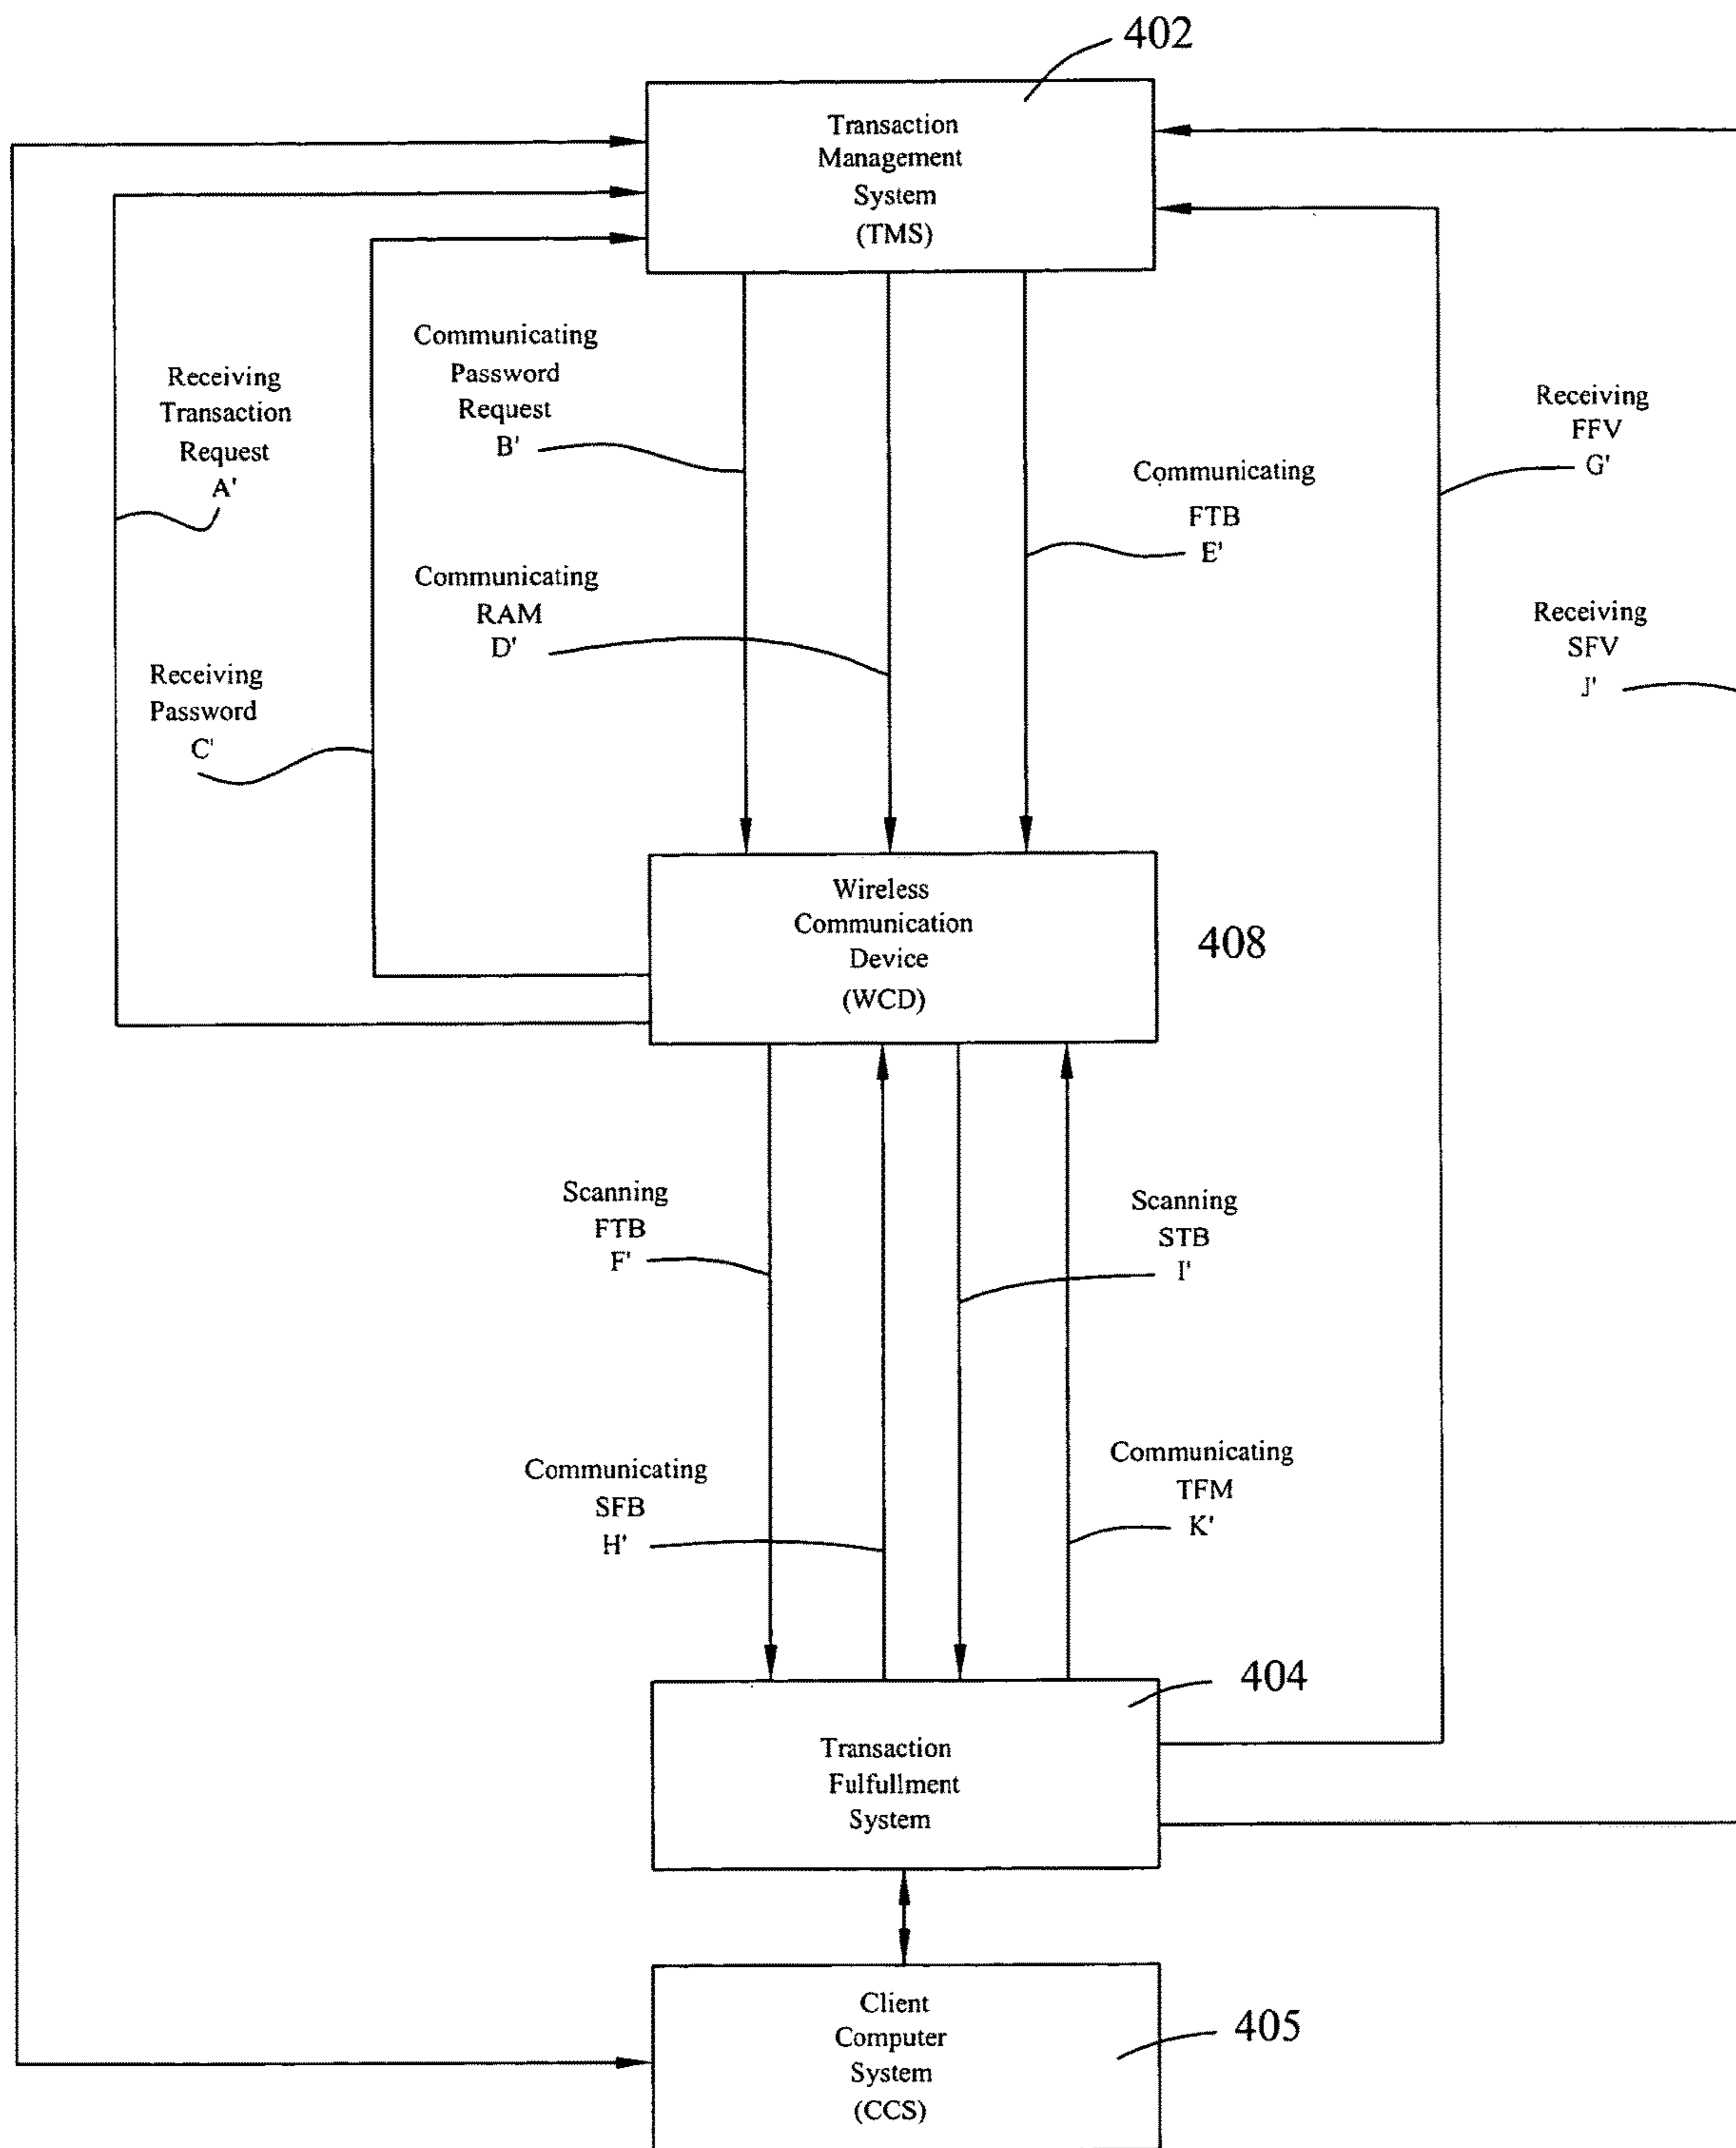 402
Transaction
Management
System
(TMS)
Receiving
Transaction
Request
A'
Communicating
Password
Request
B'
Communicating
RAM
D'
Communicating
FTB
E'
Receiving
FFV
G'
Receiving
SFV
J'
Receiving
Password
C'
Wireless
Communication
Device
(WCD)
408
Scanning
FTB
F'
Scanning
STB
I'
Communicating
SFB
H'
Communicating
TFM
K'
404
Transaction
Fulfullment
System
Client
Computer
System
(CCS)
405